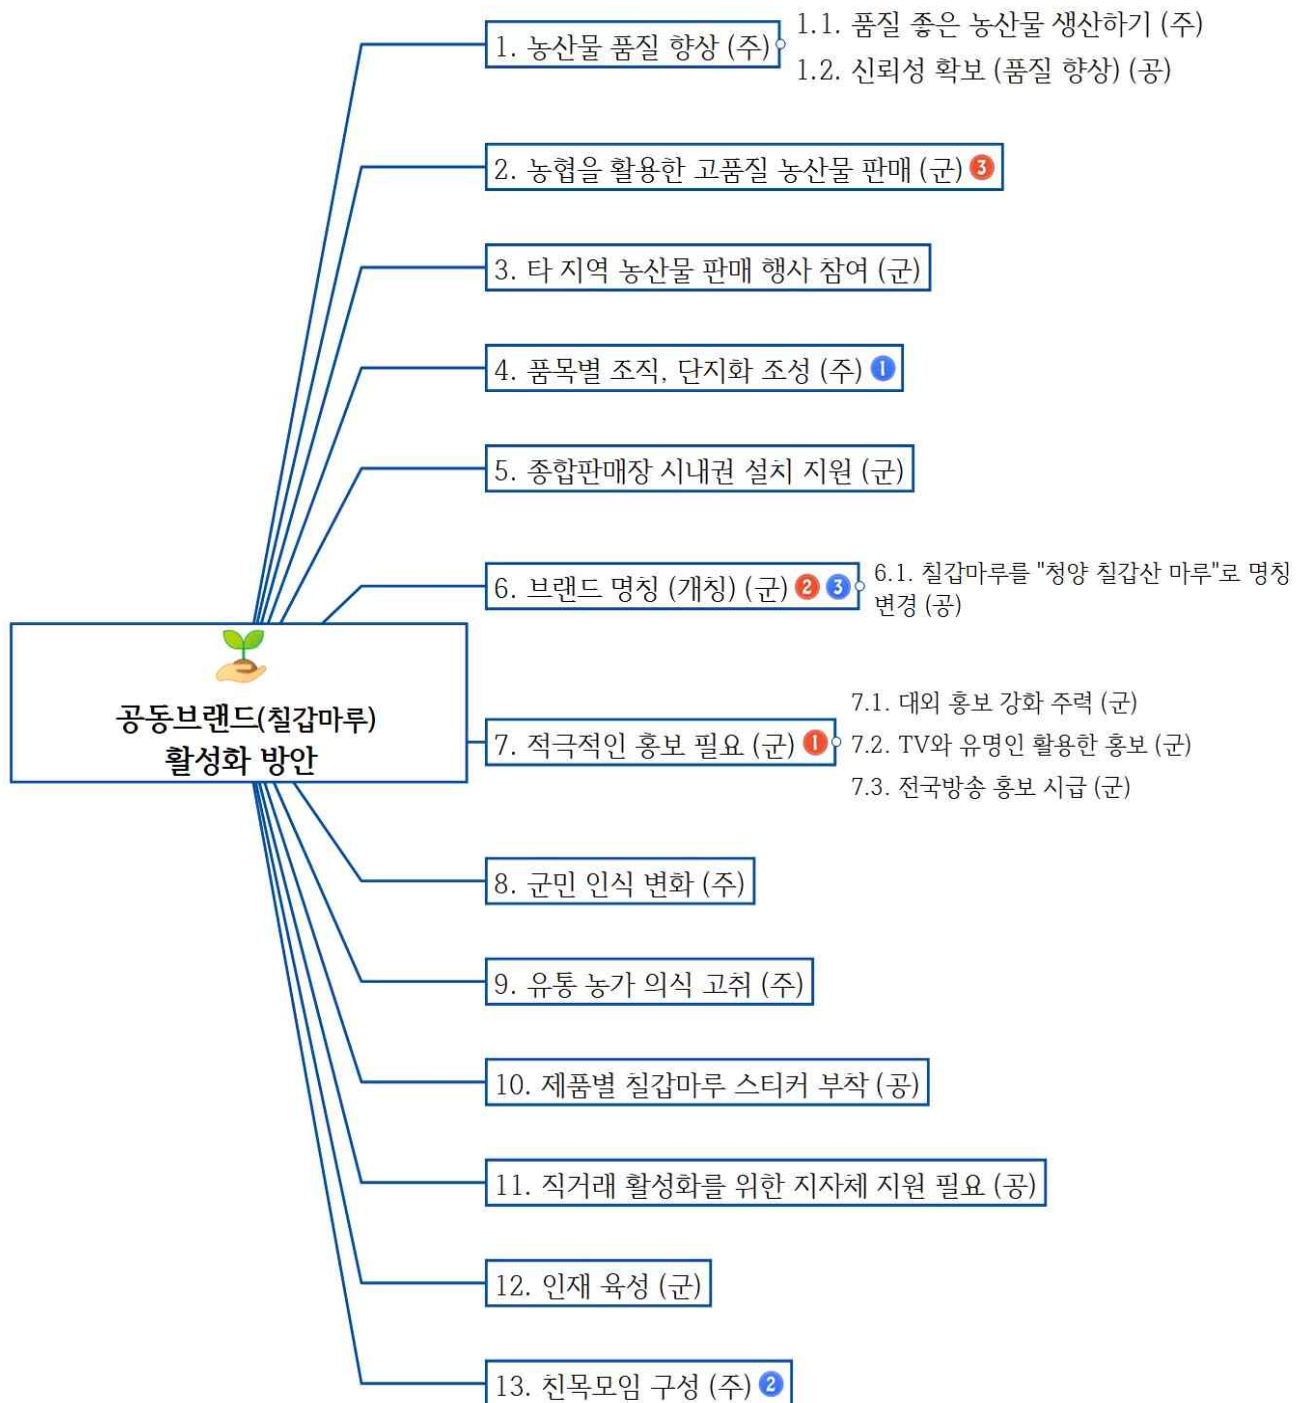 1. 농산물 품질 향상 (주)
1.1. 품질 좋은 농산물 생산하기 (주)
1.2. 신뢰성 확보 (품질 향상) (공)
2. 농협을 활용한 고품질 농산물 판매 (군) 3
3. 타 지역 농산물 판매 행사 참여 (군)
4. 품목별 조직, 단지화 조성 (주) 1
5. 종합판매장 시내권 설치 지원 (군)
6. 브랜드 명칭 (개칭) (군) 2 3
6.1. 칠갑마루를 "청양 칠갑산 마루"로 명칭
변경 (공)
공동브랜드(칠갑마루)
활성화 방안
7. 적극적인 홍보 필요 (군) 1
7.1. 대외 홍보 강화 주력 (군)
7.2. TV와 유명인 활용한 홍보 (군)
7.3. 전국방송 홍보 시급 (군)
8. 군민 인식 변화 (주)
9. 유통 농가 의식 고취 (주)
10. 제품별 칠갑마루 스티커 부착 (공)
11. 직거래 활성화를 위한 지자체 지원 필요 (공)
12. 인재 육성 (군)
13. 친목모임 구성 (주) 2